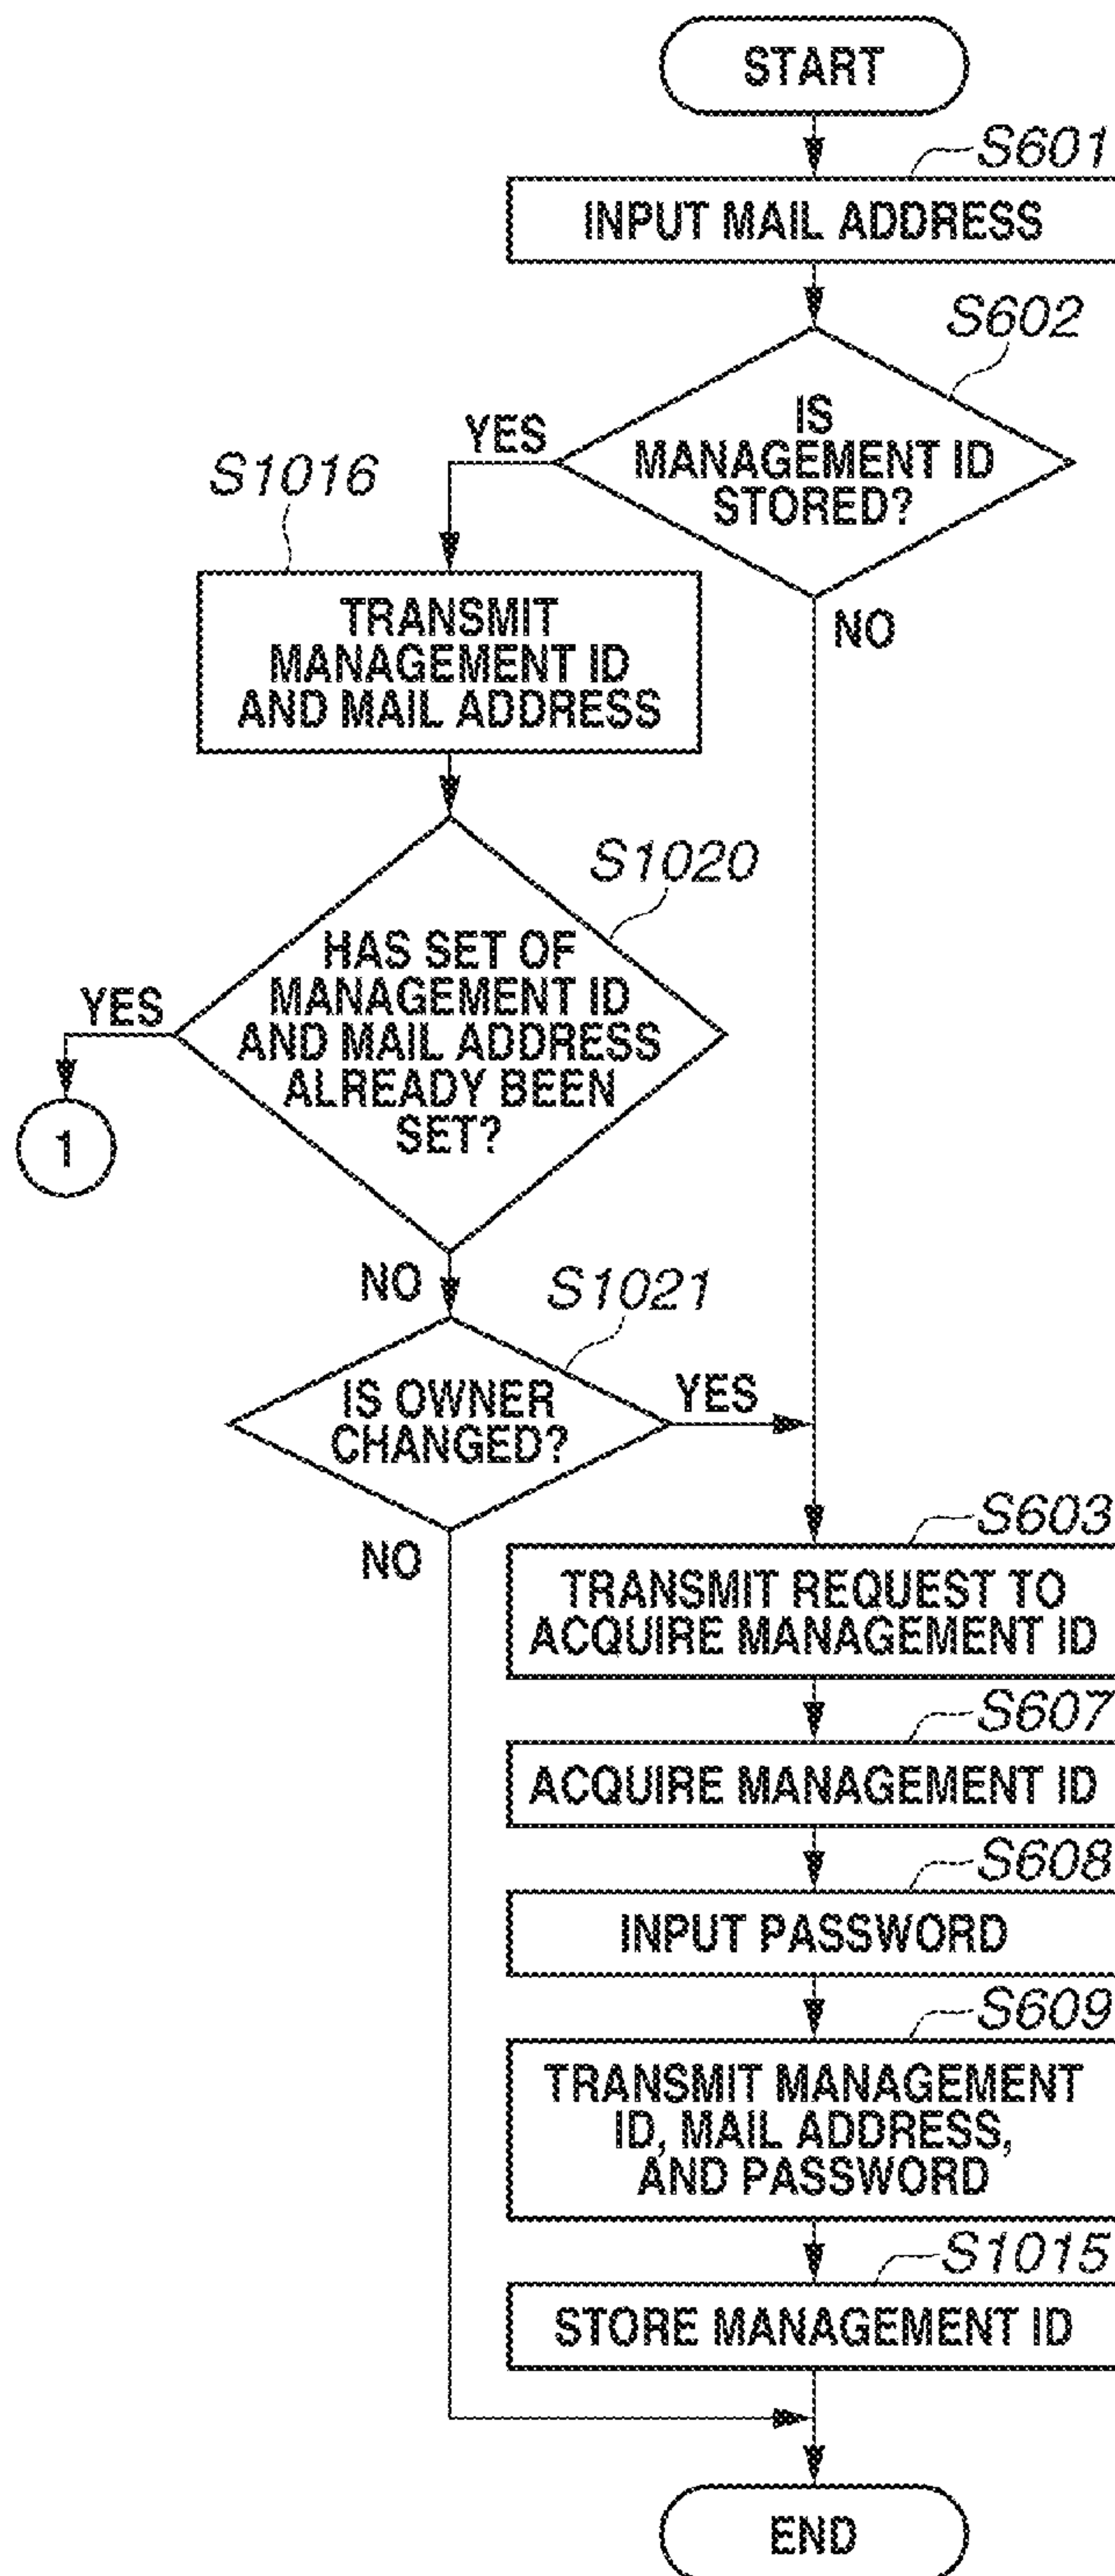 START
S601
INPUT MAIL ADDRESS
S602
IS
MANAGEMENT ID
STORED?
YES
NO
S1016
TRANSMIT
MANAGEMENT ID
AND MAIL ADDRESS
S1020
HAS SET OF
MANAGEMENT ID
AND MAIL ADDRESS
ALREADY BEEN
SET?
YES
1
NO
S1021
IS OWNER
CHANGED?
YES
NO
S603
TRANSMIT REQUEST TO
ACQUIRE MANAGEMENT ID
S607
ACQUIRE MANAGEMENT ID
S608
INPUT PASSWORD
S609
TRANSMIT MANAGEMENT
ID, MAIL ADDRESS,
AND PASSWORD
S1015
STORE MANAGEMENT ID
END